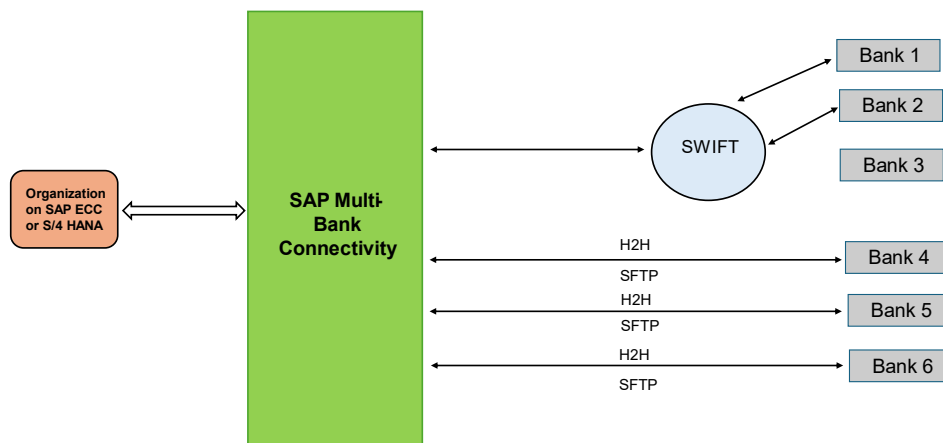 Bank 1
Bank 2
SWIFT
Bank 3
Organization
on SAP ECC
or S/4 HANA
SAP Multi-
Bank
Connectivity
H2H
Bank 4
SFTP
H2H
Bank 5
SFTP
H2H
Bank 6
SFTP